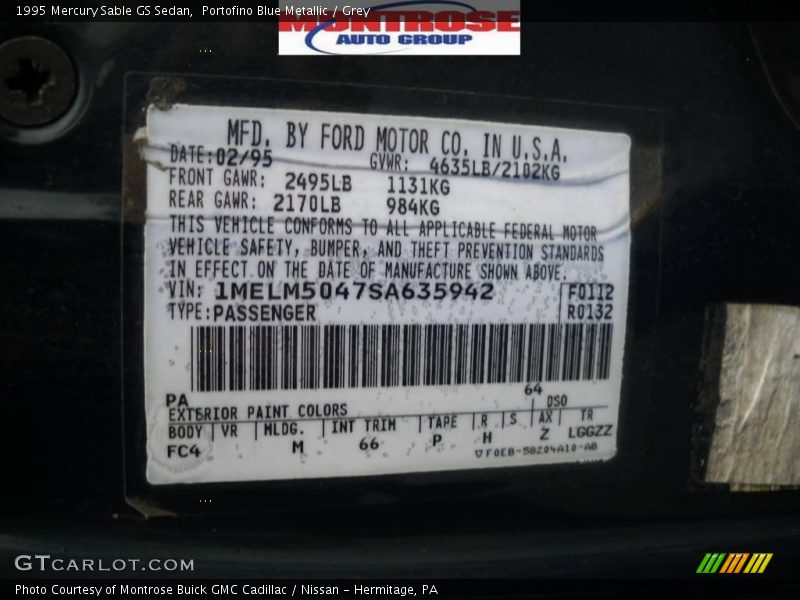 1995 Mercury Sable GS Sedan, Portofino Blue Metallic / Grey
MONTROSE
AUTO GROUP
MFD. BY FORD MOTOR CO. IN U.S.A.
DATE: 02/95 GVWR: 4635LB/2102KG
FRONT GAWR: 2495LB 1131KG
REAR GAWR: 2170LB 984KG
THIS VEHICLE CONFORMS TO ALL APPLICABLE FEDERAL MOTOR
VEHICLE SAFETY, BUMPER, AND THEFT PREVENTION STANDARDS
IN EFFECT ON THE DATE OF MANUFACTURE SHOWN ABOVE.
VIN: 1MELM5047SA635942 F0112
TYPE: PASSENGER R0132
PA 64
EXTERIOR PAINT COLORS DSO
BODY VR MLDG. INT TRIM TAPE R S AX TR
FC4 M 66 P H Z LGGZZ
▽F0EB-58204A10-AB
GTCARLOT.COM
Photo Courtesy of Montrose Buick GMC Cadillac / Nissan - Hermitage, PA